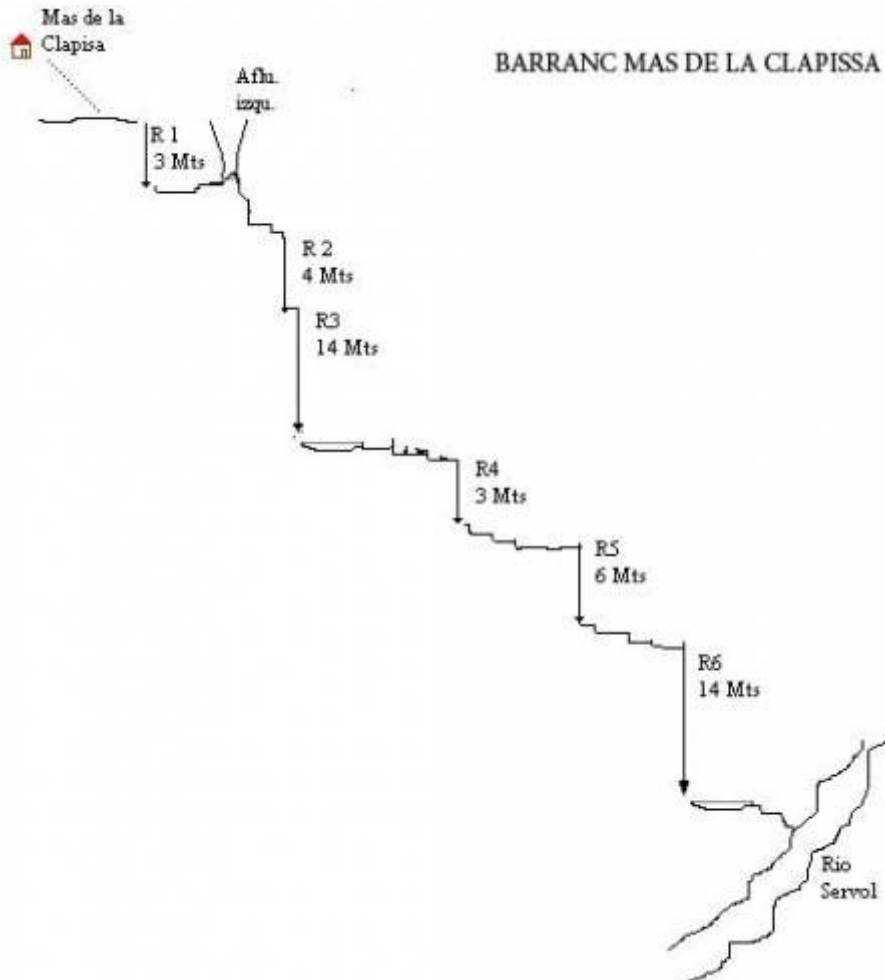 Mas de la
Clapisa
BARRANC MAS DE LA CLAPISSA
Aflu.
izqu.
R 1
3 Mts
R 2
4 Mts
R3
14 Mts
R4
3 Mts
R5
6 Mts
R6
14 Mts
Rio
Servol